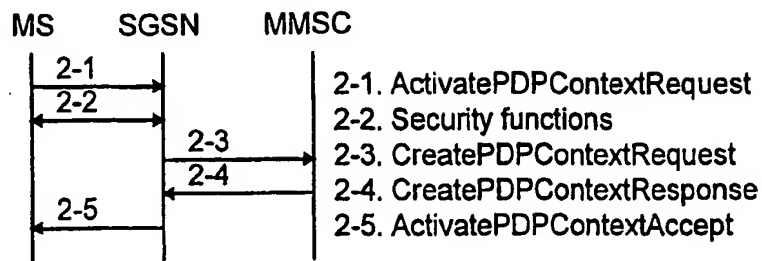 MS SGSN MMSC
2-1
2-2
2-3
2-4
2-5
2-1. ActivatePDPContextRequest
2-2. Security functions
2-3. CreatePDPContextRequest
2-4. CreatePDPContextResponse
2-5. ActivatePDPContextAccept